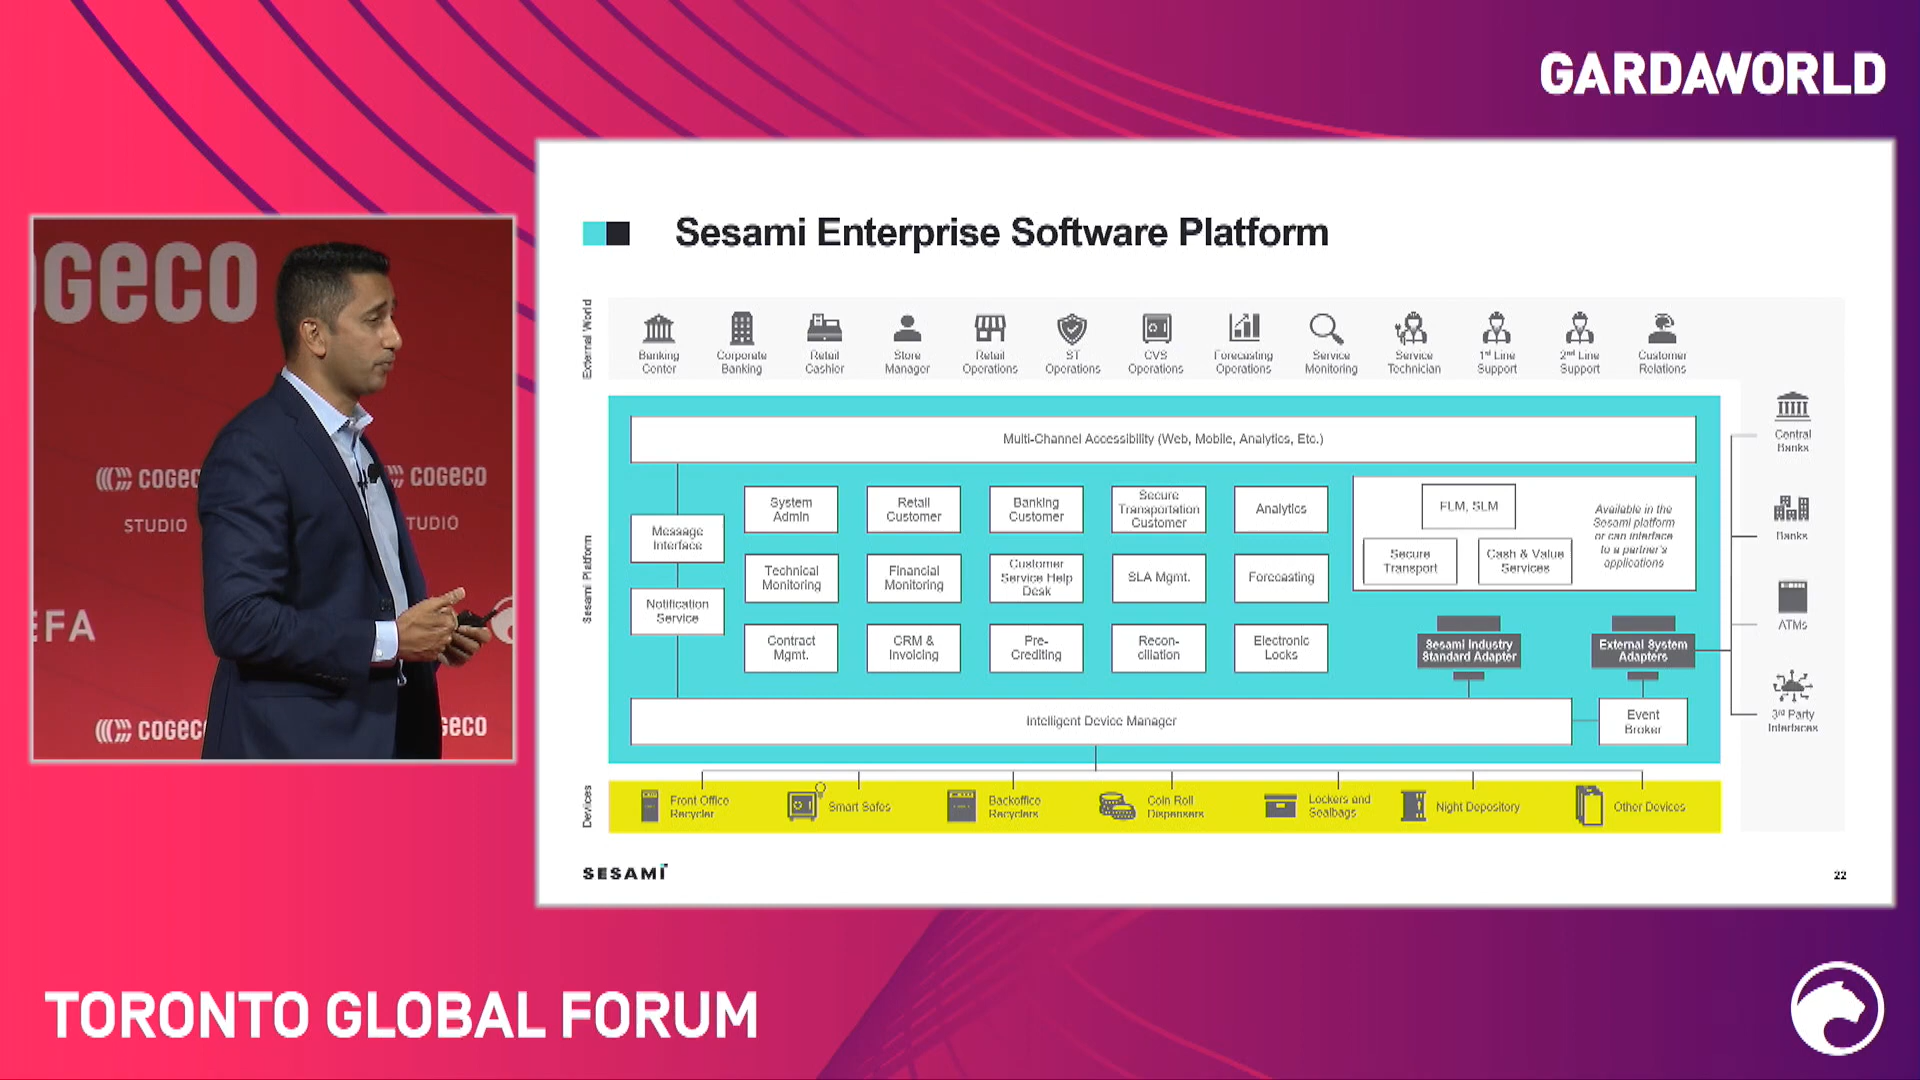 GARDAWORLD
ogeco
cogec
cogeco
STUDIO
TUDIO
EFA
cogec
geco
Sesami Enterprise Software Platform
External World
Banking
Center
Corporate
Banking
Retail
Cashier
Store
Manager
Retail
Operations
ST
Operations
CVS
Operations
Forecasting
Operations
Service
Monitoring
Service
Technician
1st Line
Support
2nd Line
Support
Customer
Relations
Sesami Platform
Multi-Channel Accessibility (Web, Mobile, Analytics, Etc.)
Message
Interface
Notification
Service
System
Admin
Retail
Customer
Banking
Customer
Secure
Transportation
Customer
Analytics
Technical
Monitoring
Financial
Monitoring
Customer
Service Help
Desk
SLA Mgmt.
Forecasting
Contract
Mgmt.
CRM &
Invoicing
Pre-
Crediting
Recon-
ciliation
Electronic
Locks
FLM, SLM
Secure
Transport
Cash & Value
Services
Available in the
Sesami platform
or can interface
to a partner's
applications
Sesami Industry
Standard Adapter
External System
Adapters
Intelligent Device Manager
Event
Broker
Central
Banks
Banks
ATMs
3rd Party
Interfaces
Devices
Front Office
Recycler
Smart Safes
Backoffice
Recyclers
Coin Roll
Dispensers
Lockers and
Sealbags
Night Depository
Other Devices
SESAMI
22
TORONTO GLOBAL FORUM